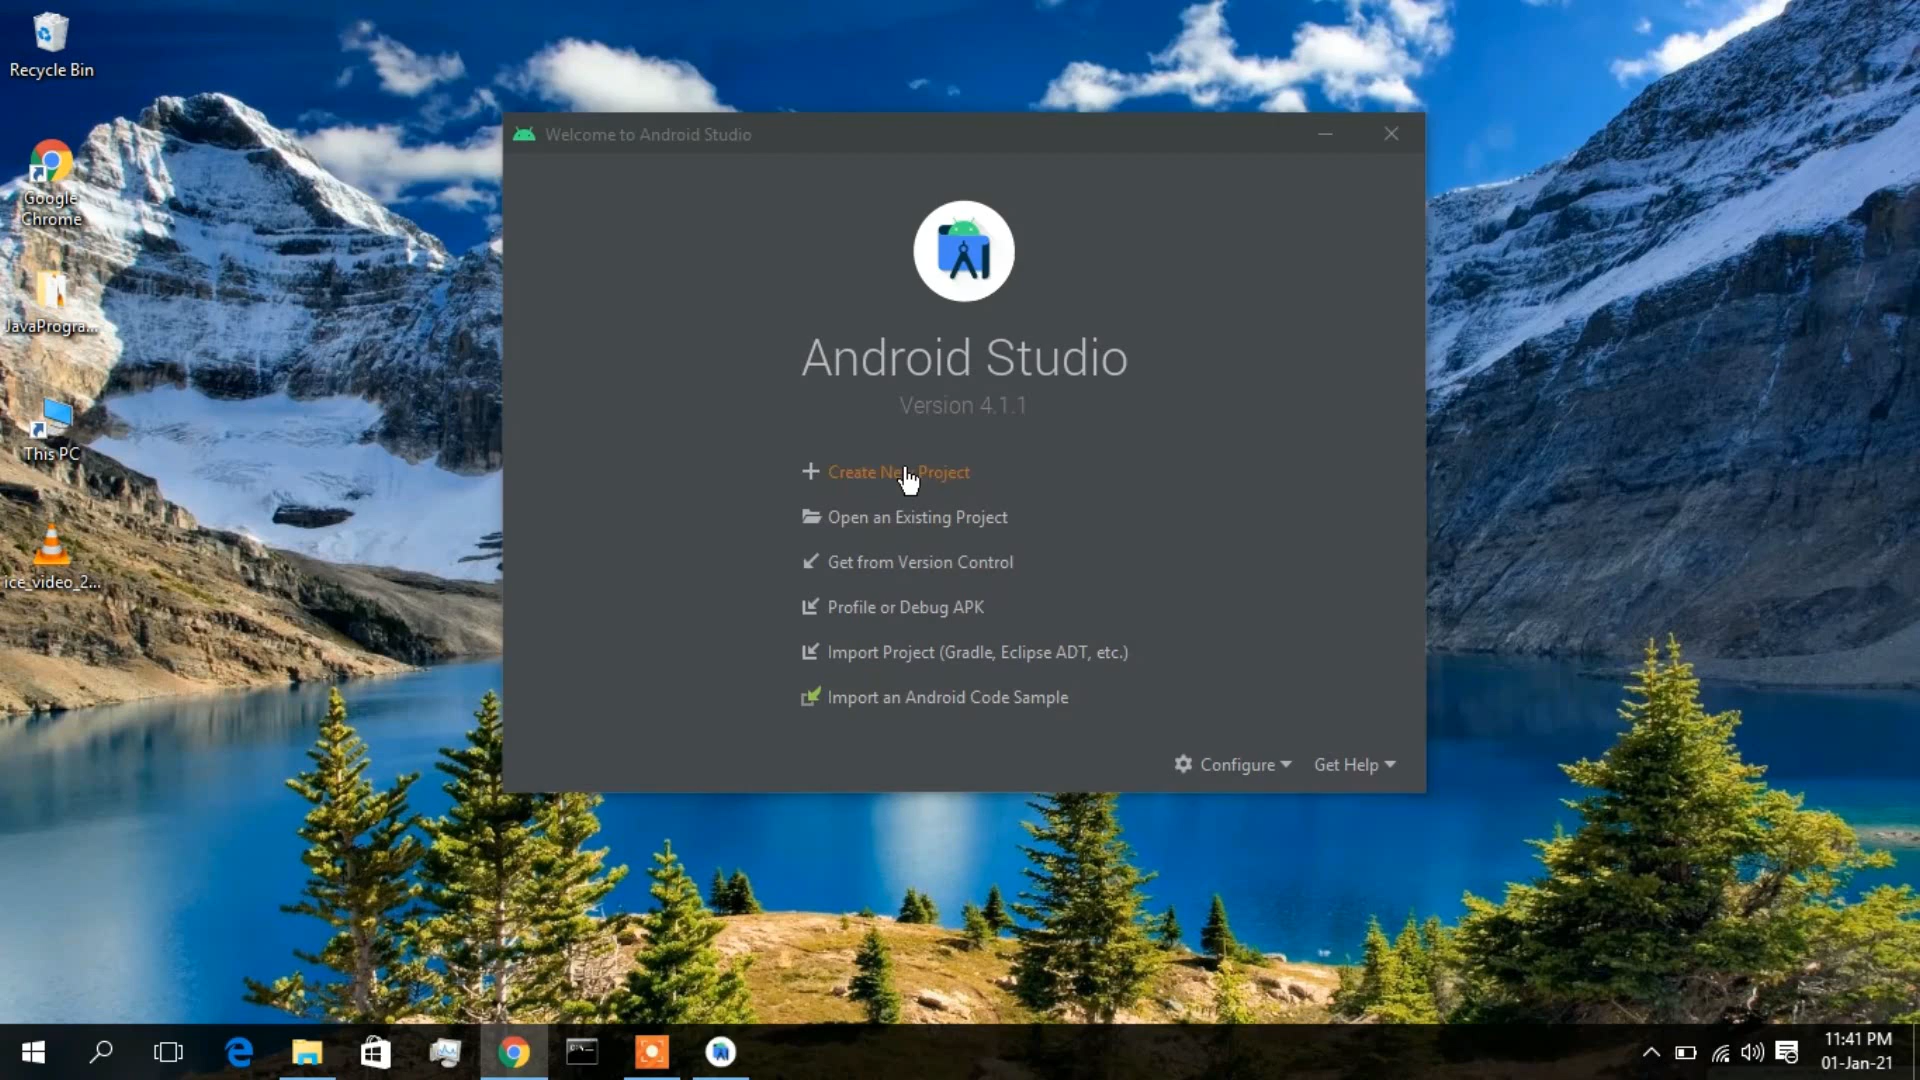 Recycle Bin
Google
Chrome
JavaProgra...
This PC
ice_video_2...
Welcome to Android Studio
Android Studio
Version 4.1.1
Create New Project
Open an Existing Project
Get from Version Control
Profile or Debug APK
Import Project (Gradle, Eclipse ADT, etc.)
Import an Android Code Sample
Configure
Get Help
11:41 PM
01-Jan-21